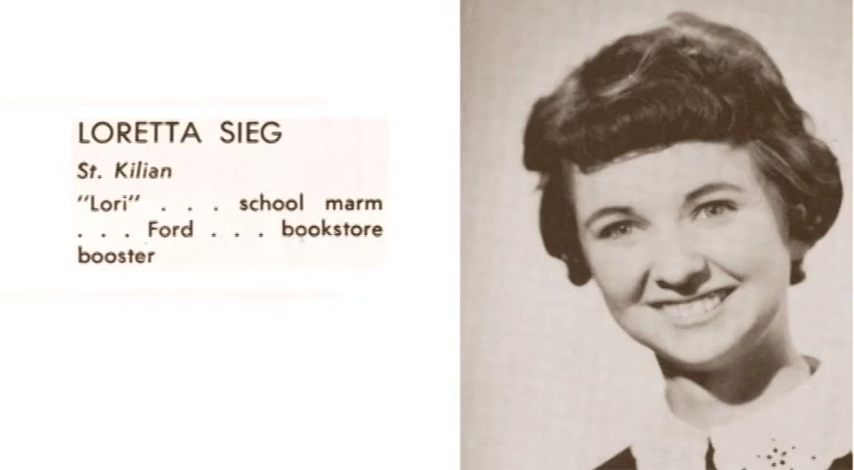 LORETTA SIEG
St. Kilian
"Lori" . . . school marm
. . . Ford . . . bookstore
booster